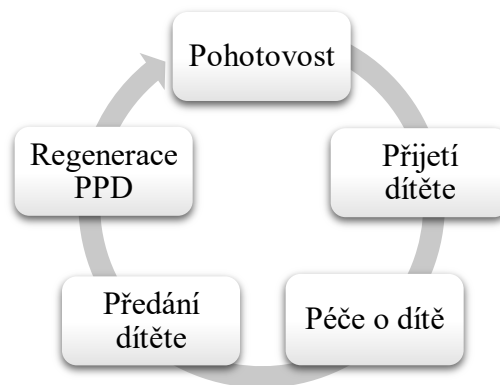 Pohotovost
Přijetí
dítěte
Péče o dítě
Předání
dítěte
Regenerace
PPD